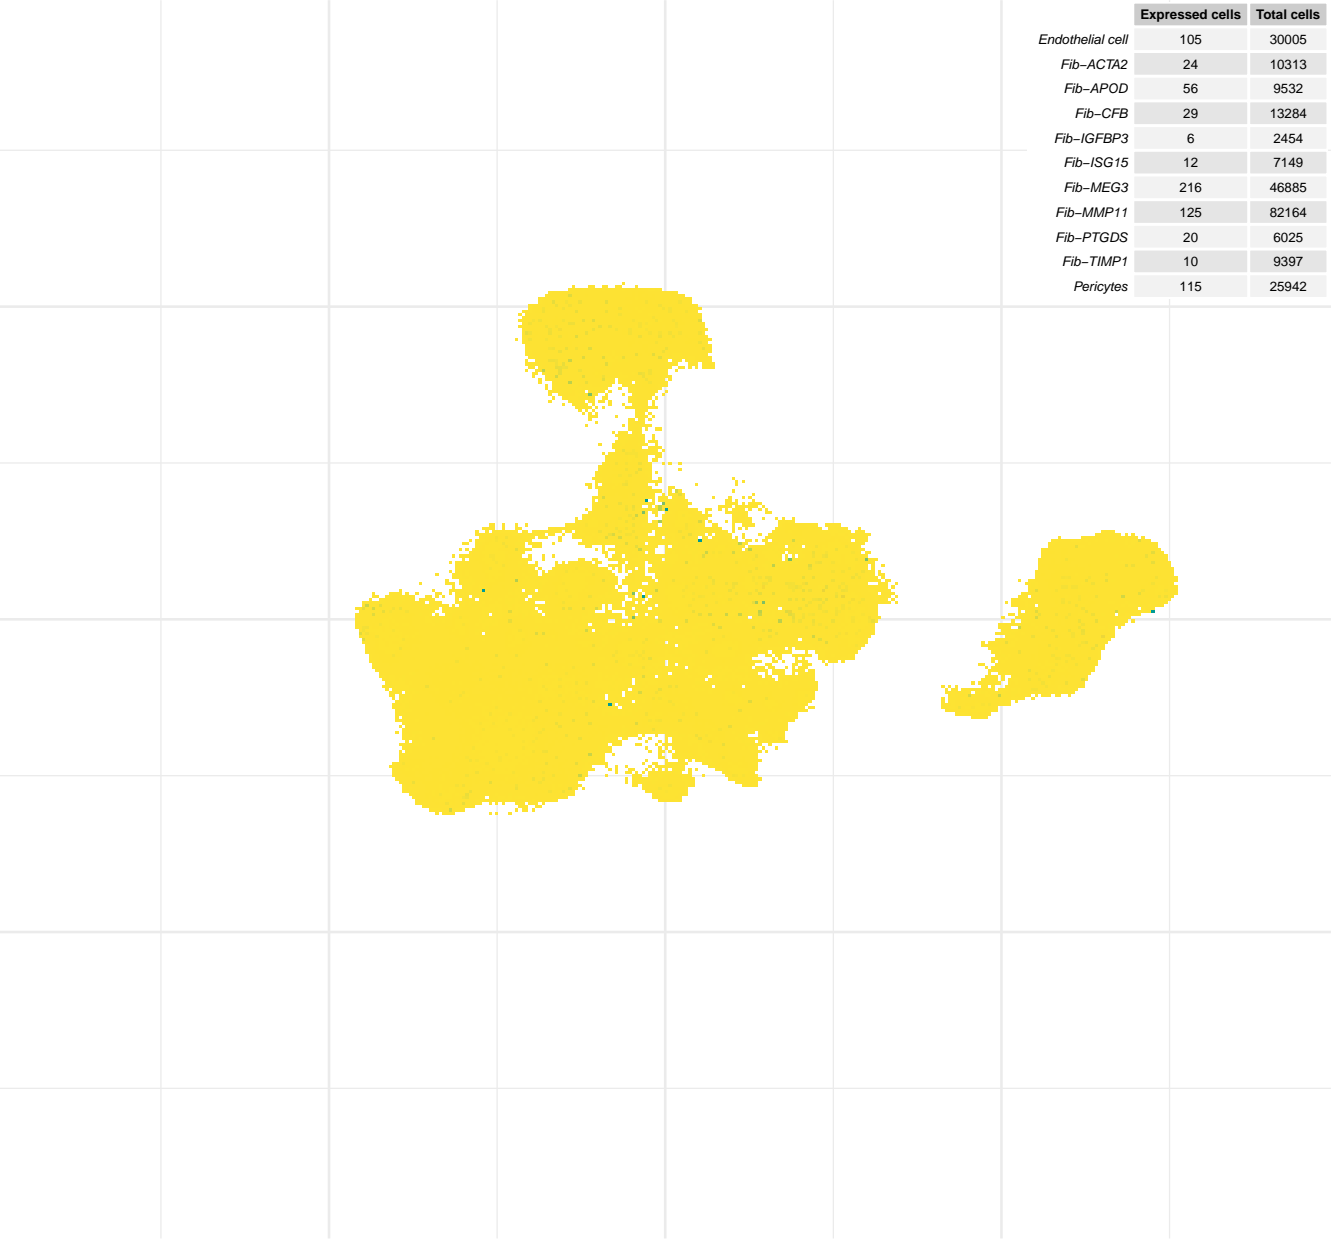 Expressed cells Total cells
Endothelial cell 105 30005
Fib−ACTA2 24 10313
Fib−APOD 56 9532
Fib−CFB 29 13284
Fib−IGFBP3 6 2454
Fib−ISG15 12 7149
Fib−MEG3 216 46885
Fib−MMP11 125 82164
Fib−PTGDS 20 6025
Fib−TIMP1 10 9397
Pericytes 115 25942